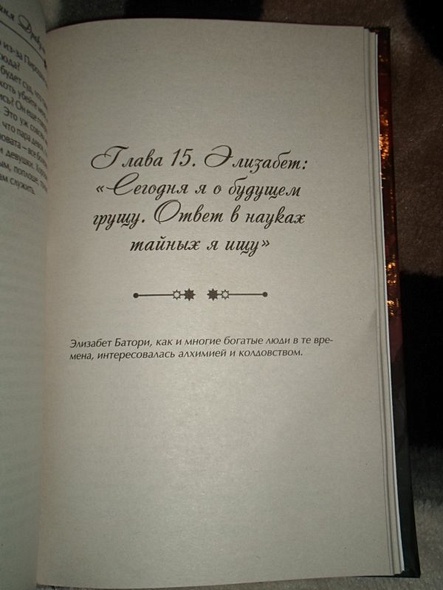 Глава 15. Элизабет:
«Сегодня я о будущем
грущу. Ответ в науках
тайных я ищу»
Элизабет Батори, как и многие богатые люди в те вре-
мена, интересовалась алхимией и колдовством.